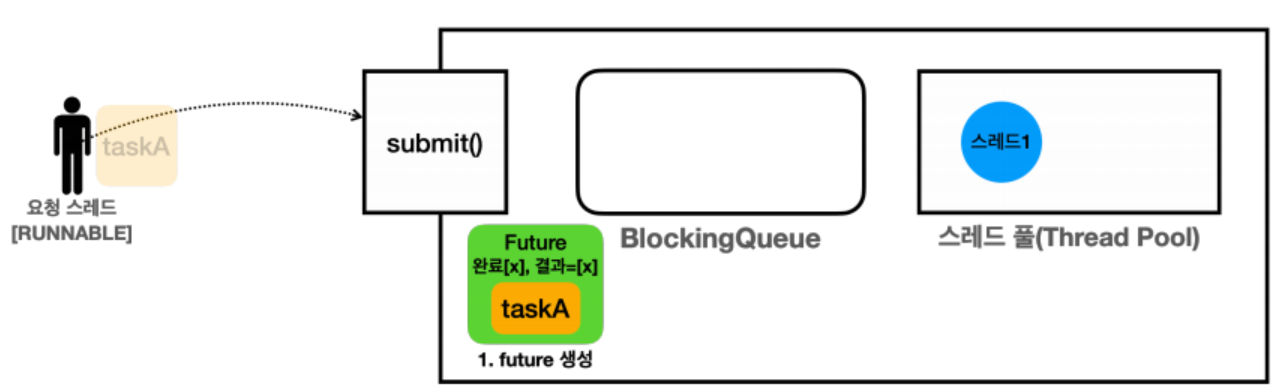 taskA
요청 스레드
[RUNNABLE]
submit()
Future
완료[x], 결과=[x]
taskA
1. future 생성
BlockingQueue
스레드1
스레드 풀(Thread Pool)